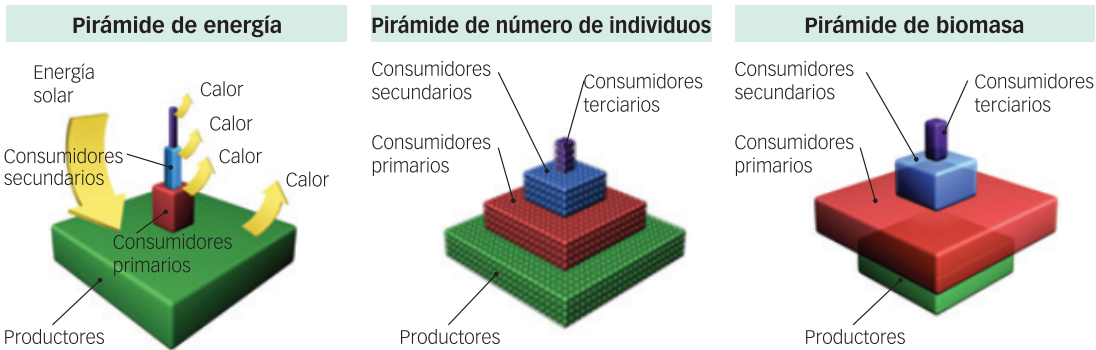 Pirámide de energía
Energía
solar
Calor
Calor
Calor
Calor
Consumidores
secundarios
Consumidores
primarios
Productores
Pirámide de número de individuos
Consumidores
secundarios
Consumidores
terciarios
Consumidores
primarios
Productores
Pirámide de biomasa
Consumidores
secundarios
Consumidores
terciarios
Consumidores
primarios
Productores